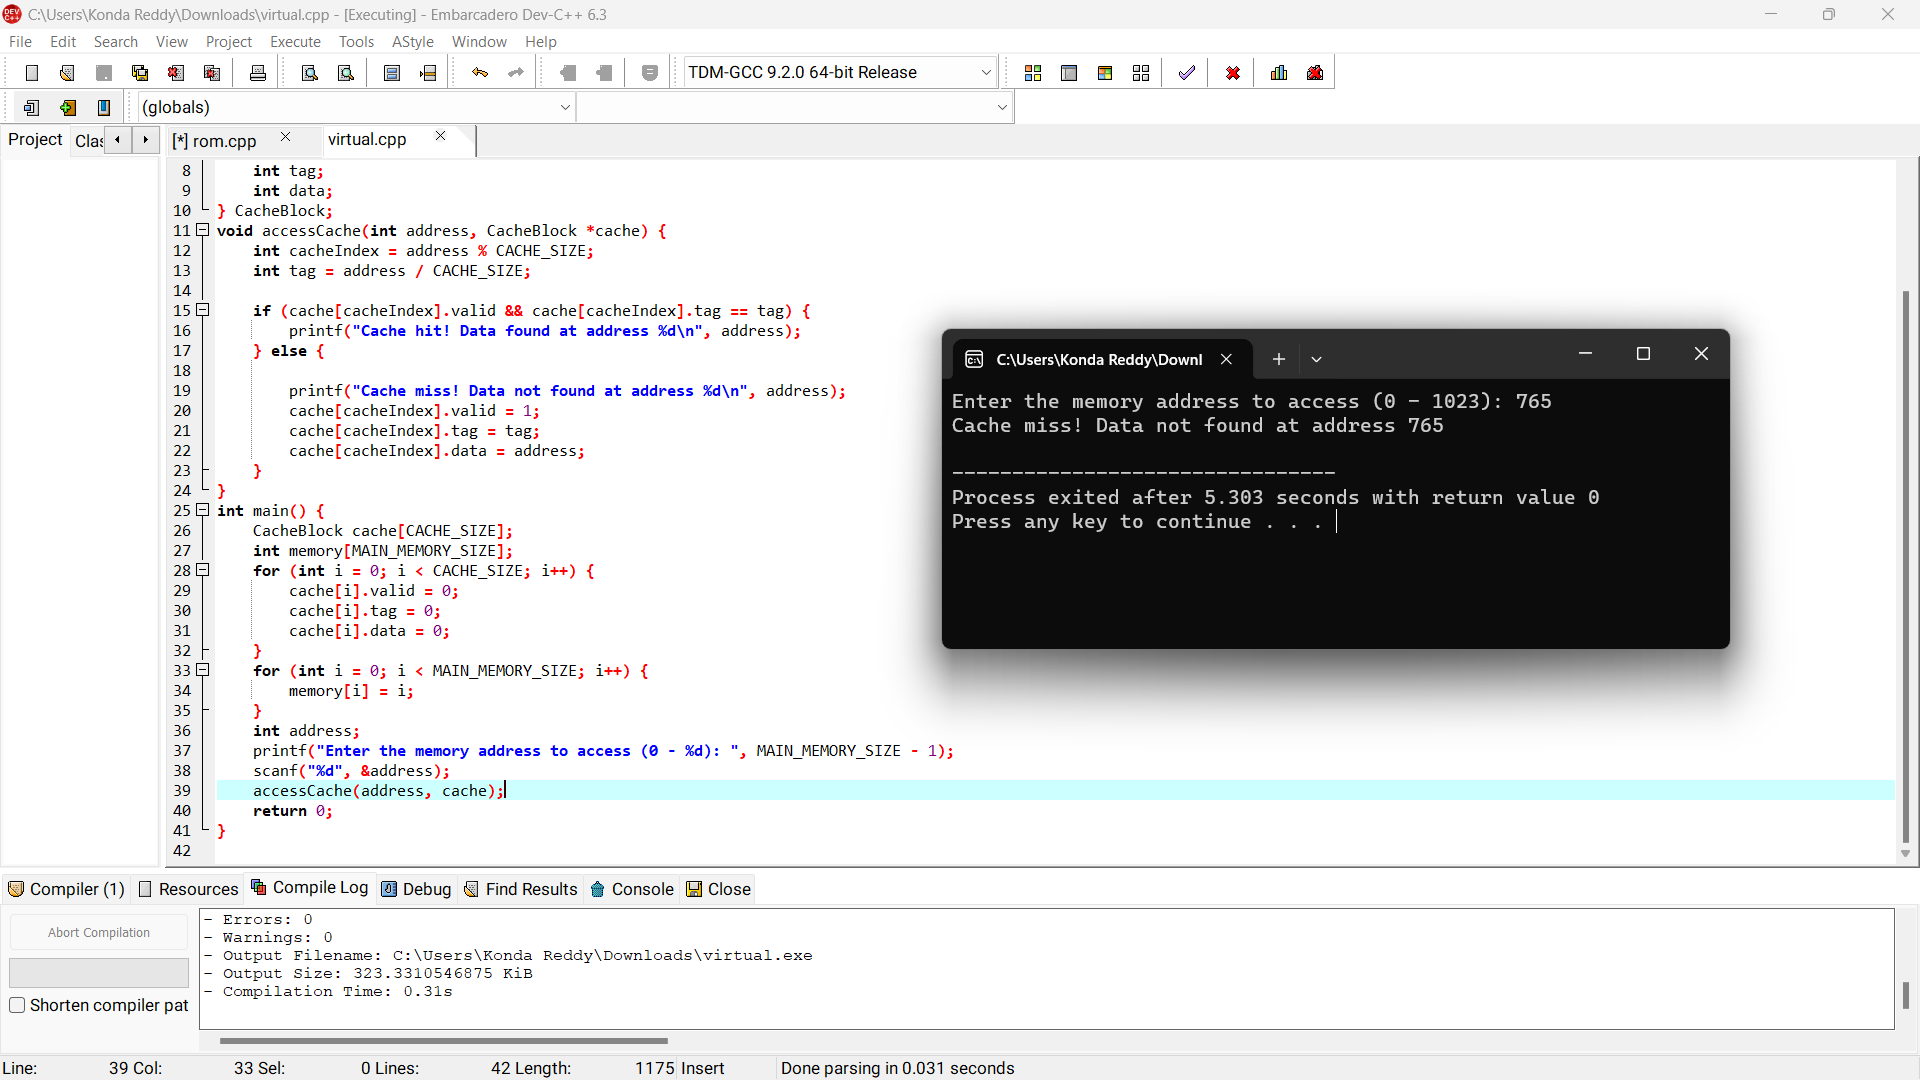 C:\Users\Konda Reddy\Downloads\virtual.cpp - [Executing] - Embarcadero Dev-C++ 6.3
File Edit Search View Project Execute Tools AStyle Window Help
TDM-GCC 9.2.0 64-bit Release
(globals)
Project Clas [*] rom.cpp virtual.cpp
8 int tag;
9 int data;
10 } CacheBlock;
11 void accessCache(int address, CacheBlock *cache) {
12 int cacheIndex = address % CACHE_SIZE;
13 int tag = address / CACHE_SIZE;
14
15 if (cache[cacheIndex].valid && cache[cacheIndex].tag == tag) {
16 printf("Cache hit! Data found at address %d\n", address);
17 } else {
18
19 printf("Cache miss! Data not found at address %d\n", address);
20 cache[cacheIndex].valid = 1;
21 cache[cacheIndex].tag = tag;
22 cache[cacheIndex].data = address;
23 }
24 }
25 int main() {
26 CacheBlock cache[CACHE_SIZE];
27 int memory[MAIN_MEMORY_SIZE];
28 for (int i = 0; i < CACHE_SIZE; i++) {
29 cache[i].valid = 0;
30 cache[i].tag = 0;
31 cache[i].data = 0;
32 }
33 for (int i = 0; i < MAIN_MEMORY_SIZE; i++) {
34 memory[i] = i;
35 }
36 int address;
37 printf("Enter the memory address to access (0 - %d): ", MAIN_MEMORY_SIZE - 1);
38 scanf("%d", &address);
39 accessCache(address, cache);
40 return 0;
41 }
42
C:\Users\Konda Reddy\Downl
Enter the memory address to access (0 - 1023): 765
Cache miss! Data not found at address 765
--------------------------------
Process exited after 5.303 seconds with return value 0
Press any key to continue . . .
Compiler (1) Resources Compile Log Debug Find Results Console Close
Abort Compilation
Shorten compiler pat
- Errors: 0
- Warnings: 0
- Output Filename: C:\Users\Konda Reddy\Downloads\virtual.exe
- Output Size: 323.3310546875 KiB
- Compilation Time: 0.31s
Line: 39 Col: 33 Sel: 0 Lines: 42 Length: 1175 Insert Done parsing in 0.031 seconds